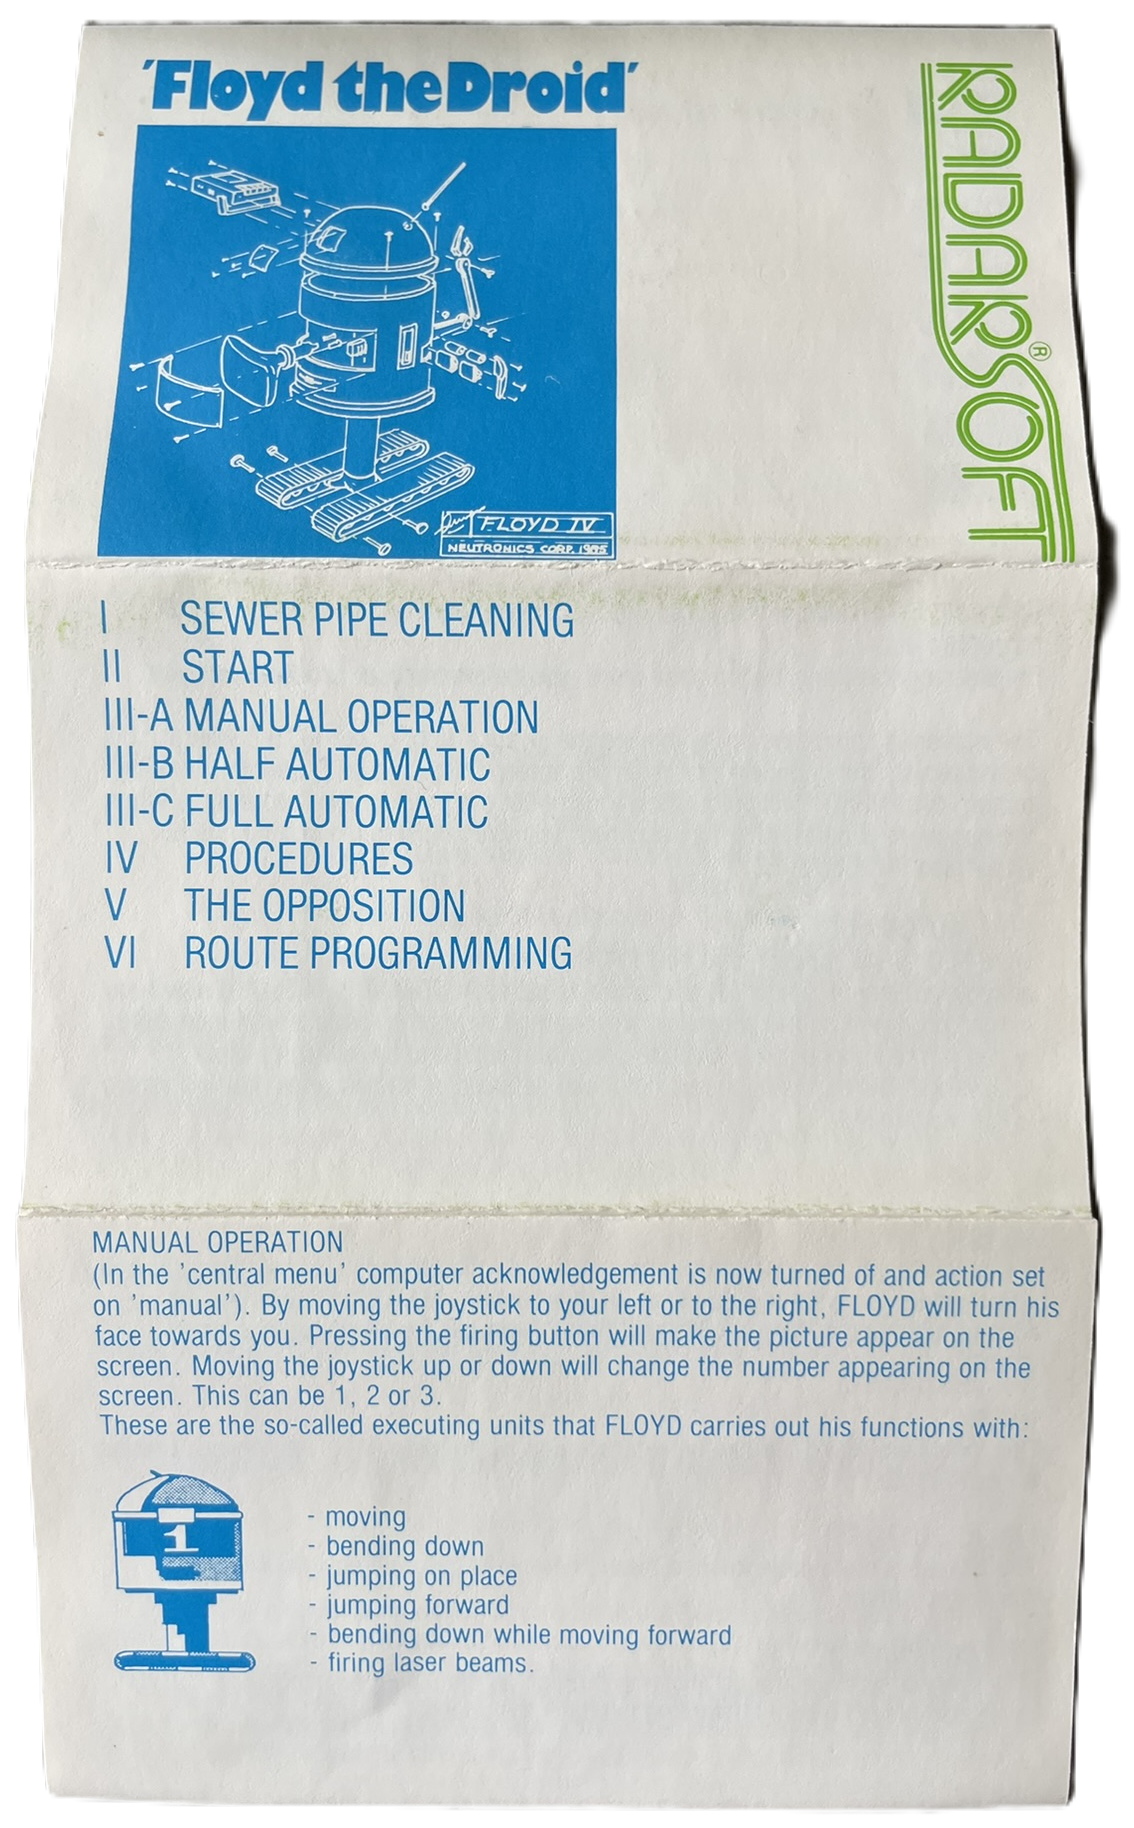 'Floyd the Droid'
RADARSOFT®
FLOYD IV
NEUTRONICS CORP. 1985
I SEWER PIPE CLEANING
II START
III-A MANUAL OPERATION
III-B HALF AUTOMATIC
III-C FULL AUTOMATIC
IV PROCEDURES
V THE OPPOSITION
VI ROUTE PROGRAMMING
MANUAL OPERATION
(In the 'central menu' computer acknowledgement is now turned of and action set
on 'manual'). By moving the joystick to your left or to the right, FLOYD will turn his
face towards you. Pressing the firing button will make the picture appear on the
screen. Moving the joystick up or down will change the number appearing on the
screen. This can be 1, 2 or 3.
These are the so-called executing units that FLOYD carries out his functions with:
1
- moving
- bending down
- jumping on place
- jumping forward
- bending down while moving forward
- firing laser beams.